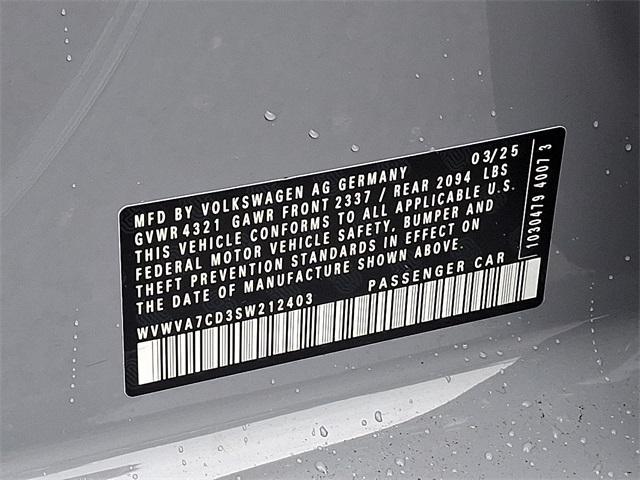 MFD BY VOLKSWAGEN AG GERMANY 03/25
GVWR 4321 GAWR FRONT 2337 / REAR 2094 LBS
THIS VEHICLE CONFORMS TO ALL APPLICABLE U.S.
FEDERAL MOTOR VEHICLE SAFETY, BUMPER AND
THEFT PREVENTION STANDARDS IN EFFECT ON
THE DATE OF MANUFACTURE SHOWN ABOVE.
WVWVA7CD3SW212403 PASSENGER CAR
1030479 4007 3